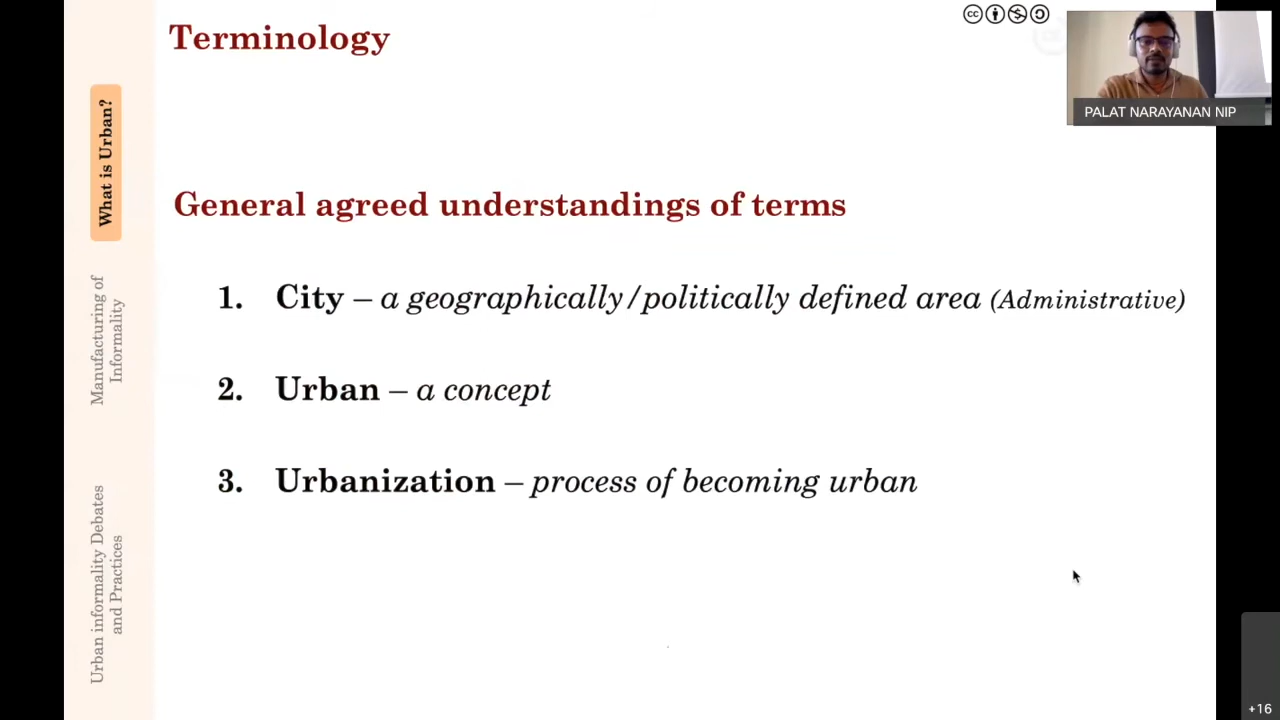 Terminology
PALAT NARAYANAN NIP
What is Urban?
Manufacturing of
Informality
Urban informality Debates
and Practices
General agreed understandings of terms
1. City – a geographically/politically defined area (Administrative)
2. Urban – a concept
3. Urbanization – process of becoming urban
+16